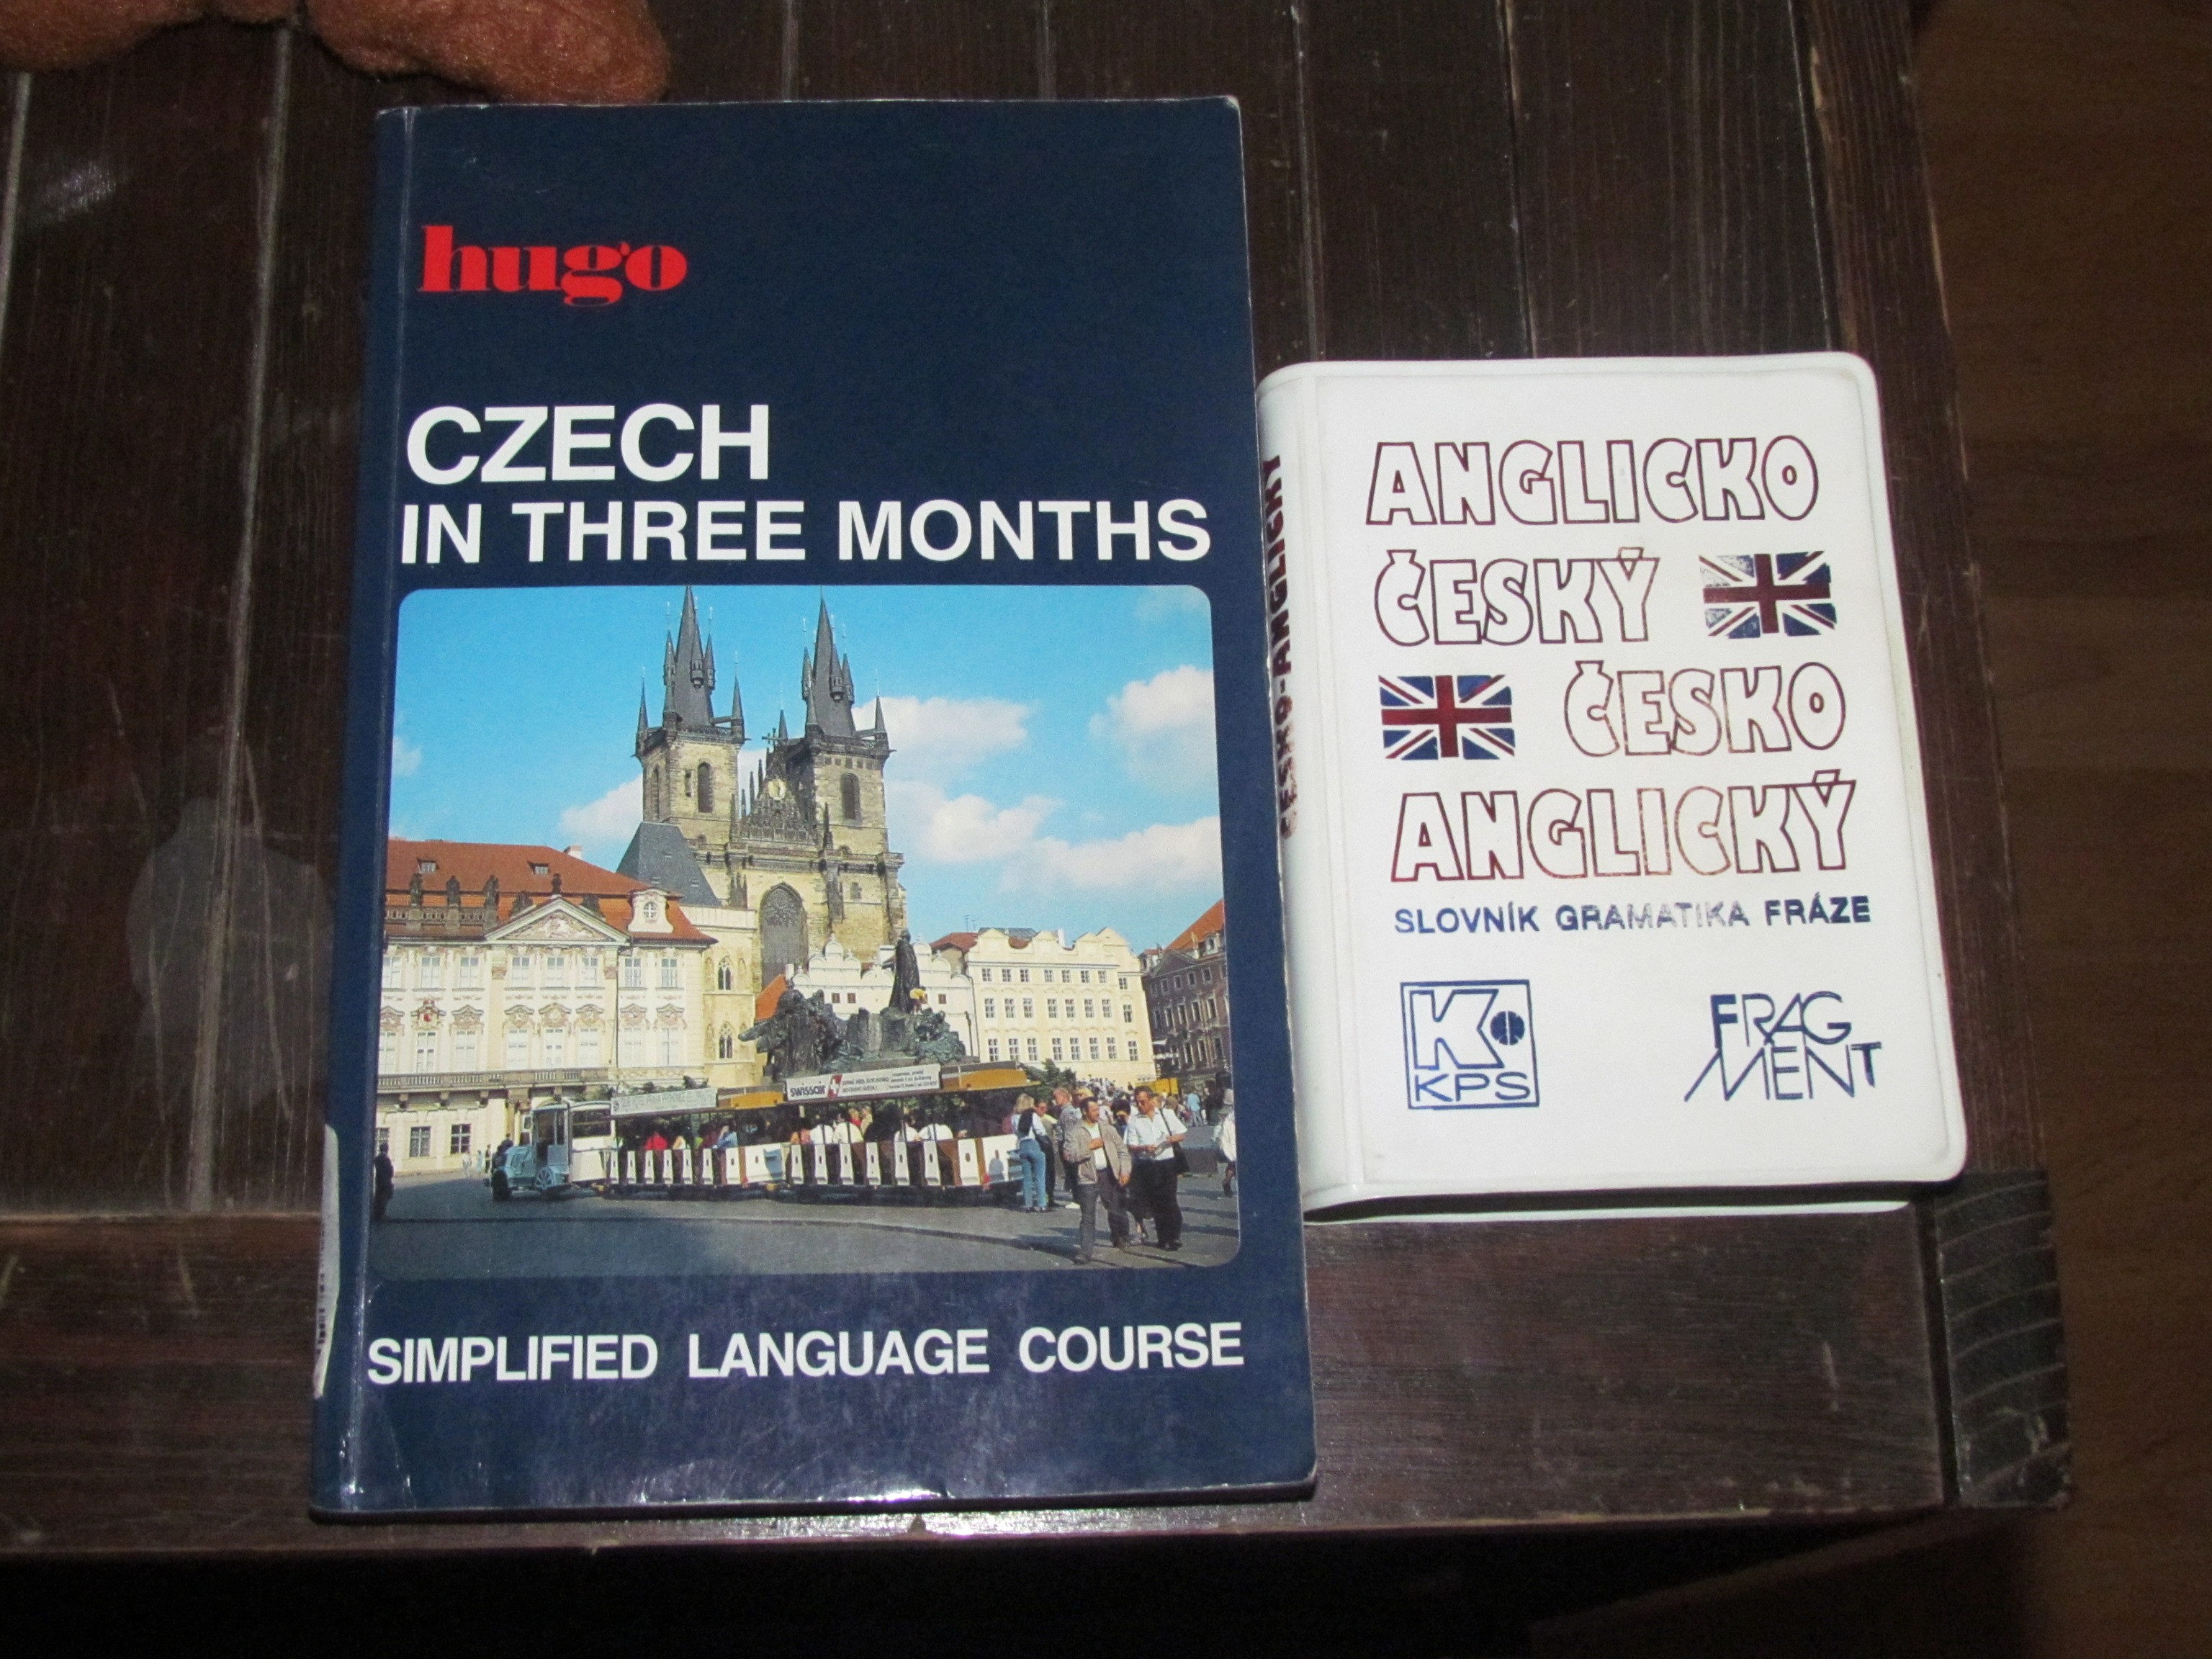 hugo
CZECH
IN THREE MONTHS
swissair
SIMPLIFIED LANGUAGE COURSE
ČESKO-ANGLICKÝ
ANGLICKO
ČESKÝ
ČESKO
ANGLICKÝ
SLOVNÍK GRAMATIKA FRÁZE
K
KPS
FRAG
MENT